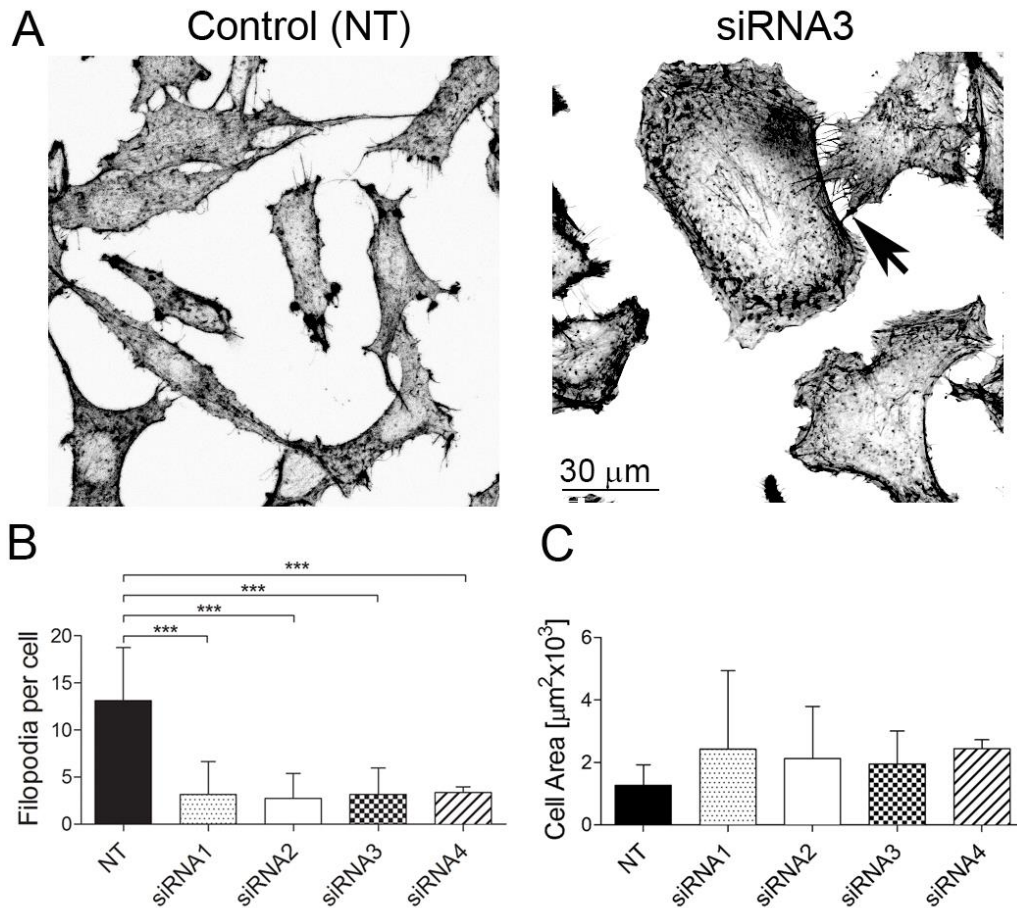 A
Control (NT)
siRNA3
30 μm
B
***
***
***
***
Filopodia per cell
20
15
10
5
0
NT
siRNA1
siRNA2
siRNA3
siRNA4
C
Cell Area [μm²x10³]
6
4
2
0
NT
siRNA1
siRNA2
siRNA3
siRNA4